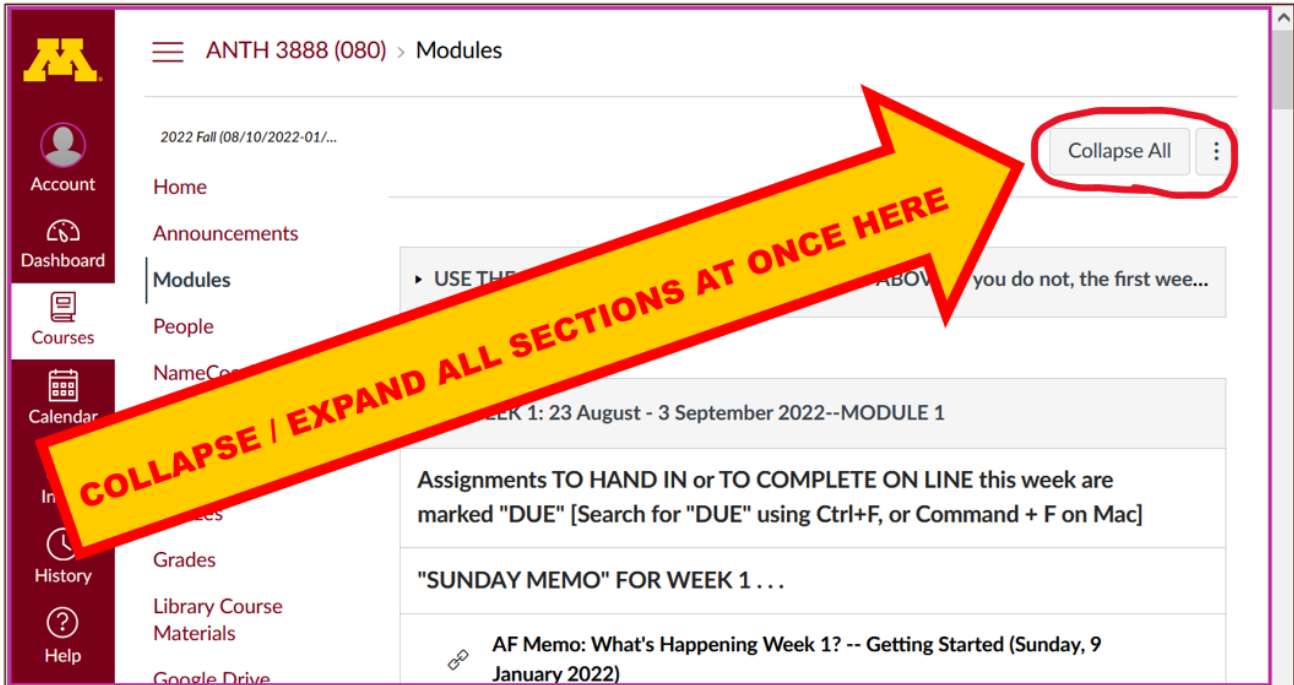 M
ANTH 3888 (080) > Modules
2022 Fall (08/10/2022-01/...
Collapse All
Account
Dashboard
Courses
Calendar
History
Help
Home
Announcements
Modules
People
Grades
Library Course
Materials
Google Drive
COLLAPSE / EXPAND ALL SECTIONS AT ONCE HERE
USE THE
you do not, the first wee...
1: 23 August - 3 September 2022--MODULE 1
Assignments TO HAND IN or TO COMPLETE ON LINE this week are
marked "DUE" [Search for "DUE" using Ctrl+F, or Command + F on Mac]
"SUNDAY MEMO" FOR WEEK 1 . . .
AF Memo: What's Happening Week 1? -- Getting Started (Sunday, 9
January 2022)